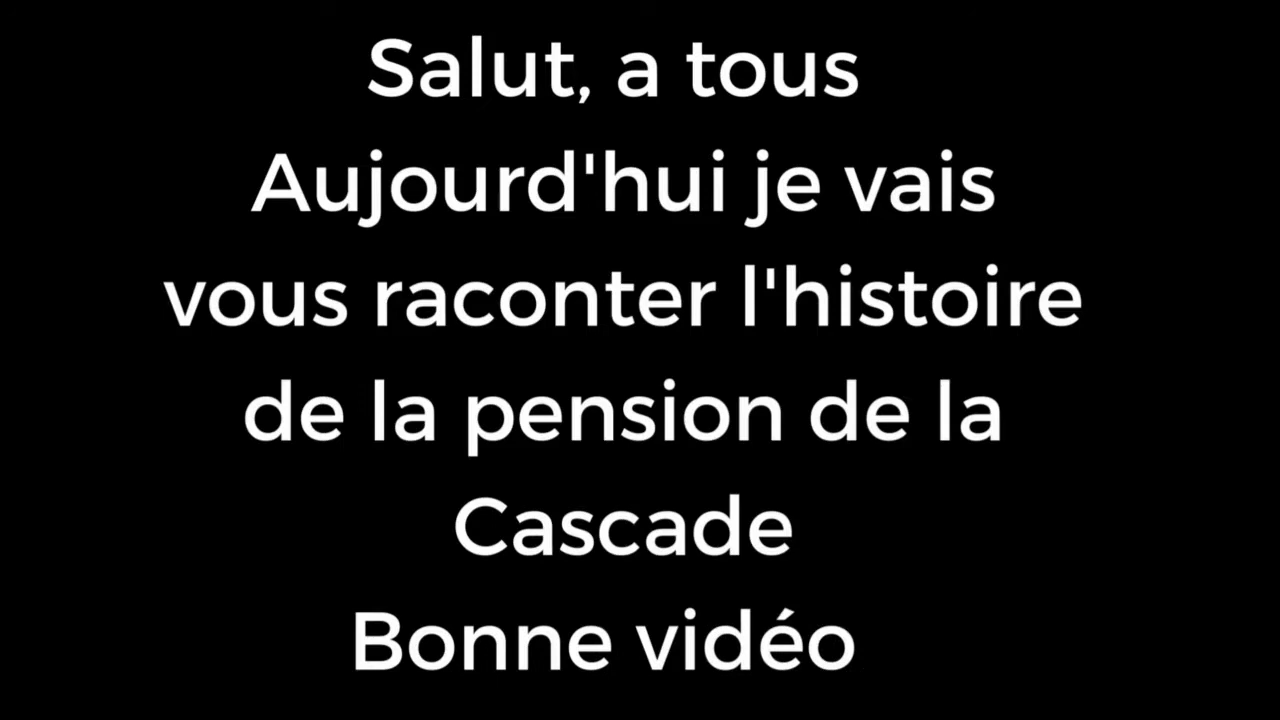 Salut, a tous
Aujourd'hui je vais
vous raconter l'histoire
de la pension de la
Cascade
Bonne vidéo